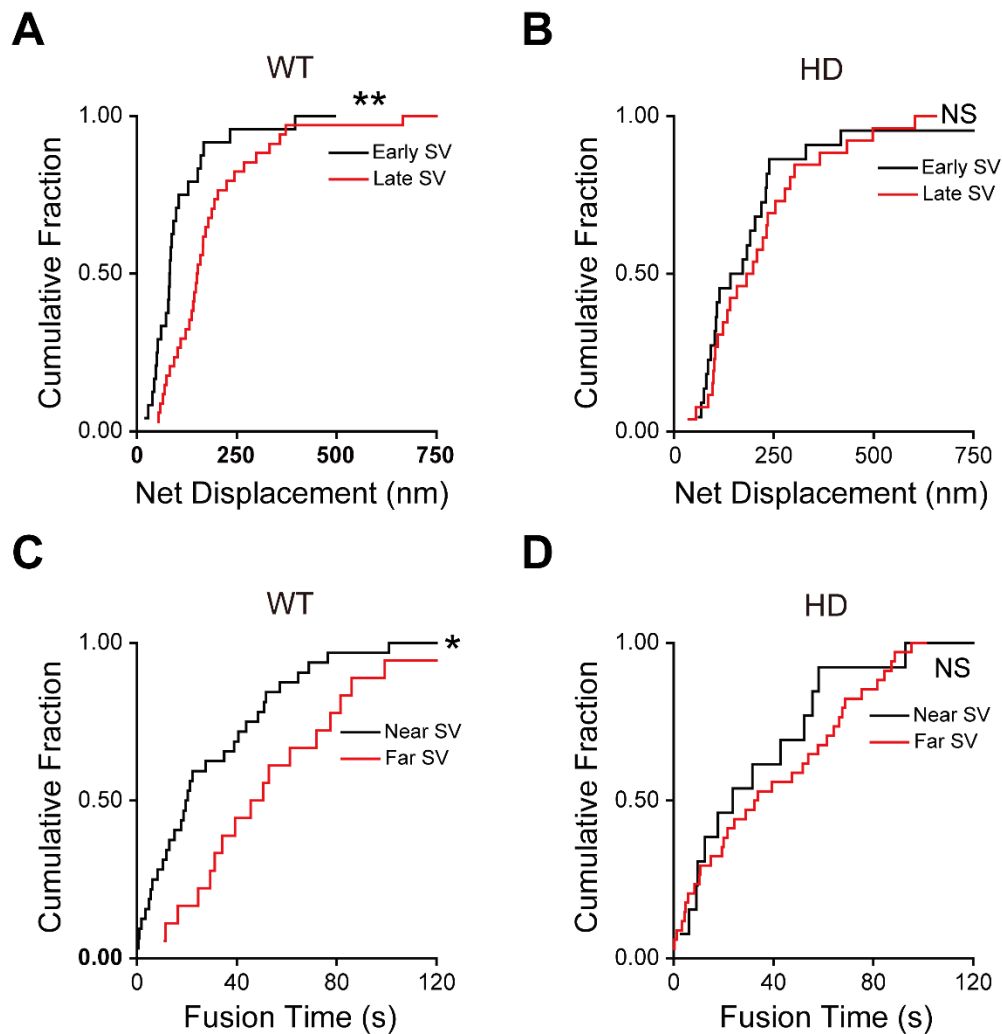 A
WT
**
1.00
Early SV
Late SV
Cumulative Fraction
0.50
0.00
0
250
500
750
Net Displacement (nm)
B
HD
1.00
NS
Early SV
Late SV
Cumulative Fraction
0.50
0.00
0
250
500
750
Net Displacement (nm)
C
WT
1.00
*
Near SV
Far SV
Cumulative Fraction
0.50
0.00
0
40
80
120
Fusion Time (s)
D
HD
1.00
NS
Near SV
Far SV
Cumulative Fraction
0.50
0.00
0
40
80
120
Fusion Time (s)